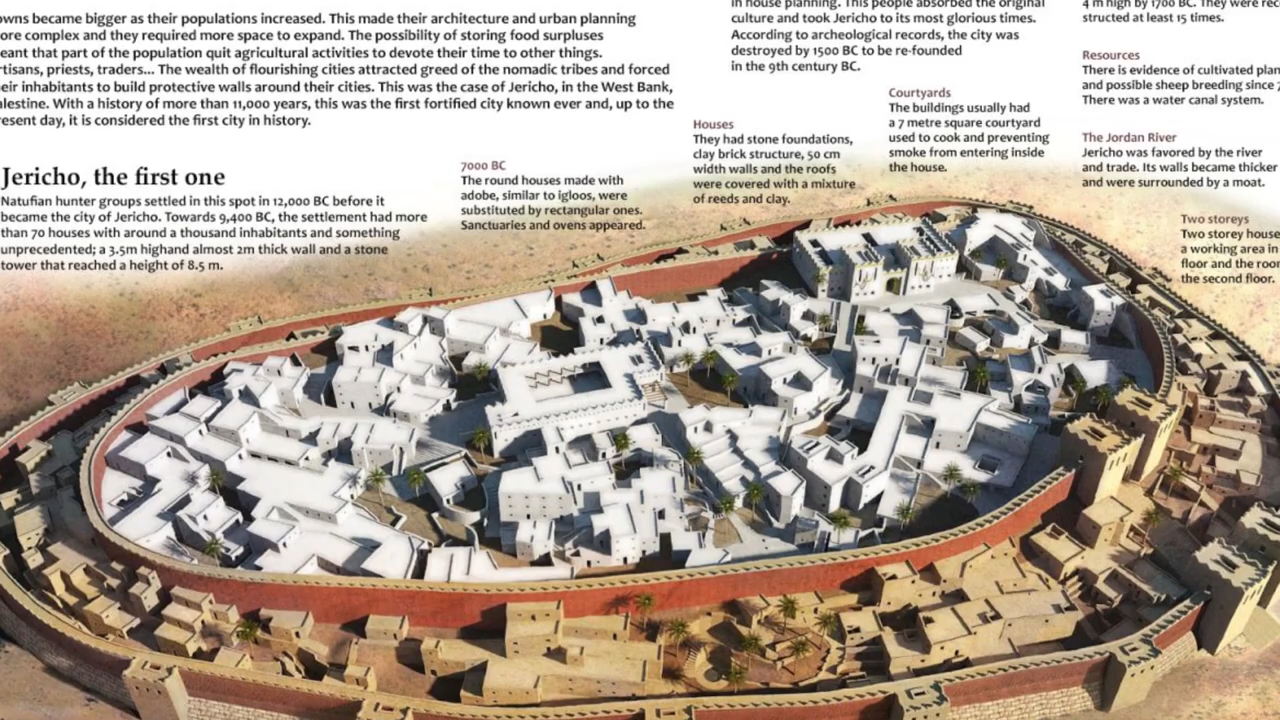 owns became bigger as their populations increased. This made their architecture and urban planning
ore complex and they required more space to expand. The possibility of storing food surpluses
eant that part of the population quit agricultural activities to devote their time to other things.
rtisans, priests, traders... The wealth of flourishing cities attracted greed of the nomadic tribes and forced
eir inhabitants to build protective walls around their cities. This was the case of Jericho, in the West Bank,
alestine. With a history of more than 11,000 years, this was the first fortified city known ever and, up to the
resent day, it is considered the first city in history.
Jericho, the first one
Natufian hunter groups settled in this spot in 12,000 BC before it
became the city of Jericho. Towards 9,400 BC, the settlement had more
than 70 houses with around a thousand inhabitants and something
unprecedented; a 3.5m highand almost 2m thick wall and a stone
tower that reached a height of 8.5 m.
7000 BC
The round houses made with
adobe, similar to igloos, were
substituted by rectangular ones.
Sanctuaries and ovens appeared.
in house planning. This people absorbed the original
culture and took Jericho to its most glorious times.
According to archeological records, the city was
destroyed by 1500 BC to be re-founded
in the 9th century BC.
Houses
They had stone foundations,
clay brick structure, 50 cm
width walls and the roofs
were covered with a mixture
of reeds and clay.
Courtyards
The buildings usually had
a 7 metre square courtyard
used to cook and preventing
smoke from entering inside
the house.
4 m high by 1700 BC. They were rec
structed at least 15 times.
Resources
There is evidence of cultivated plan
and possible sheep breeding since 7
There was a water canal system.
The Jordan River
Jericho was favored by the river
and trade. Its walls became thicker
and were surrounded by a moat.
Two storeys
Two storey house
a working area in
floor and the roor
the second floor.